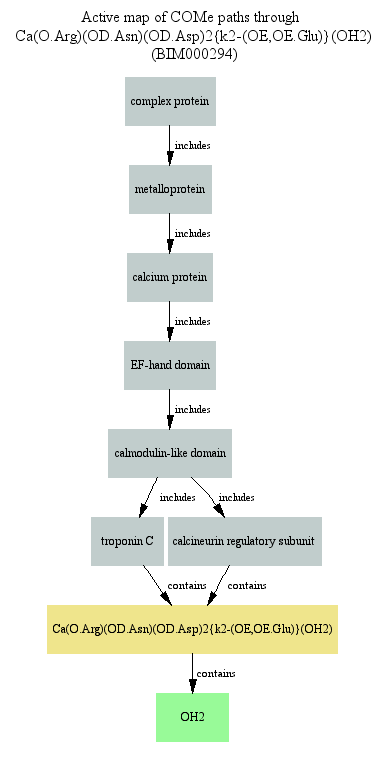 Active map of COMe paths through
Ca(O.Arg)(OD.Asn)(OD.Asp)2{k2-(OE,OE.Glu)}(OH2)
(BIM000294)
complex protein
includes
metalloprotein
includes
calcium protein
includes
EF-hand domain
includes
calmodulin-like domain
includes includes
troponin C calcineurin regulatory subunit
contains contains
Ca(O.Arg)(OD.Asn)(OD.Asp)2{k2-(OE,OE.Glu)}(OH2)
contains
OH2